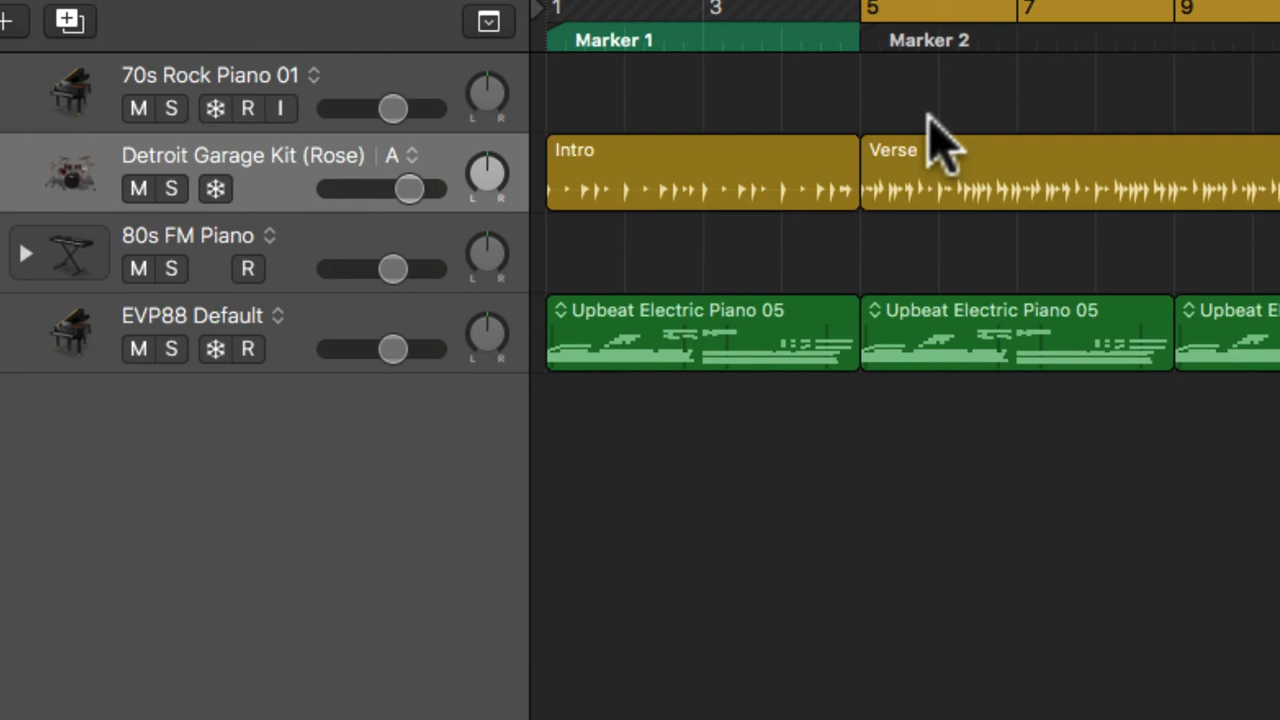 1 3 5 7 9
Marker 1 Marker 2
70s Rock Piano 01
M S R I
L R
Detroit Garage Kit (Rose) | A
M S
L R
Intro Verse
80s FM Piano
M S R
L R
EVP88 Default
M S R
L R
Upbeat Electric Piano 05 Upbeat Electric Piano 05 Upbeat E